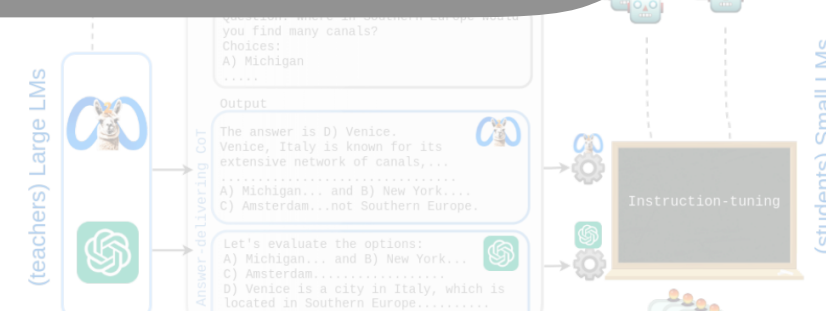 Question: Where in Southern Europe would
you find many canals?
Choices:
A) Michigan
.....
Output
The answer is D) Venice.
Venice, Italy is known for its
extensive network of canals,...
...............................
A) Michigan... and B) New York....
C) Amsterdam...not Southern Europe.
Let's evaluate the options:
A) Michigan... and B) New York...
C) Amsterdam..................
D) Venice is a city in Italy, which is
located in Southern Europe..........
(teachers) Large LMs
Answer-delivering CoT
Instruction-tuning
(students) Small LMs